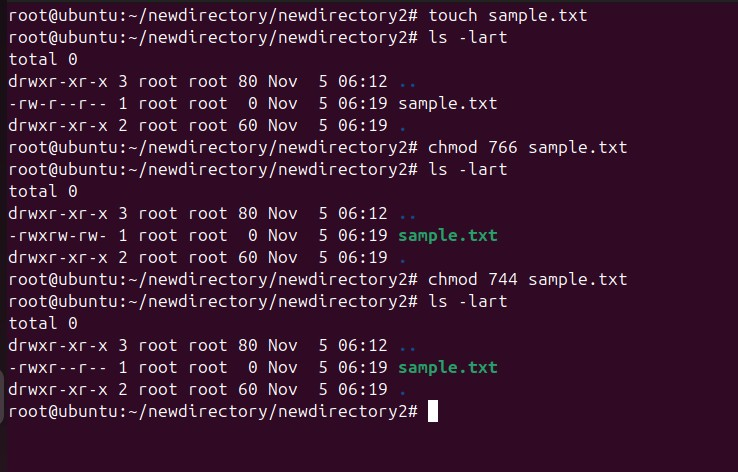 root@ubuntu:~/newdirectory/newdirectory2# touch sample.txt
root@ubuntu:~/newdirectory/newdirectory2# ls -lart
total 0
drwxr-xr-x 3 root root 80 Nov  5 06:12 ..
-rw-r--r-- 1 root root  0 Nov  5 06:19 sample.txt
drwxr-xr-x 2 root root 60 Nov  5 06:19 .
root@ubuntu:~/newdirectory/newdirectory2# chmod 766 sample.txt
root@ubuntu:~/newdirectory/newdirectory2# ls -lart
total 0
drwxr-xr-x 3 root root 80 Nov  5 06:12 ..
-rwxrw-rw- 1 root root  0 Nov  5 06:19 sample.txt
drwxr-xr-x 2 root root 60 Nov  5 06:19 .
root@ubuntu:~/newdirectory/newdirectory2# chmod 744 sample.txt
root@ubuntu:~/newdirectory/newdirectory2# ls -lart
total 0
drwxr-xr-x 3 root root 80 Nov  5 06:12 ..
-rwxr--r-- 1 root root  0 Nov  5 06:19 sample.txt
drwxr-xr-x 2 root root 60 Nov  5 06:19 .
root@ubuntu:~/newdirectory/newdirectory2#